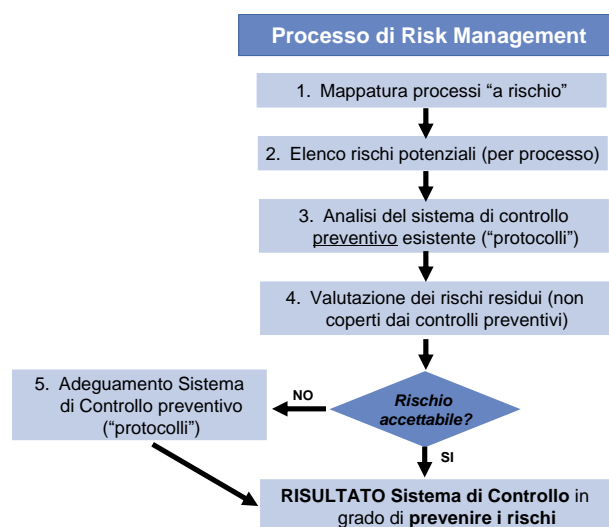 Processo di Risk Management
1. Mappatura processi “a rischio”
2. Elenco rischi potenziali (per processo)
3. Analisi del sistema di controllo
preventivo esistente (“protocolli”)
4. Valutazione dei rischi residui (non
coperti dai controlli preventivi)
Rischio
accettabile?
NO
5. Adeguamento Sistema
di Controllo preventivo
(“protocolli”)
SI
RISULTATO Sistema di Controllo in
grado di prevenire i rischi